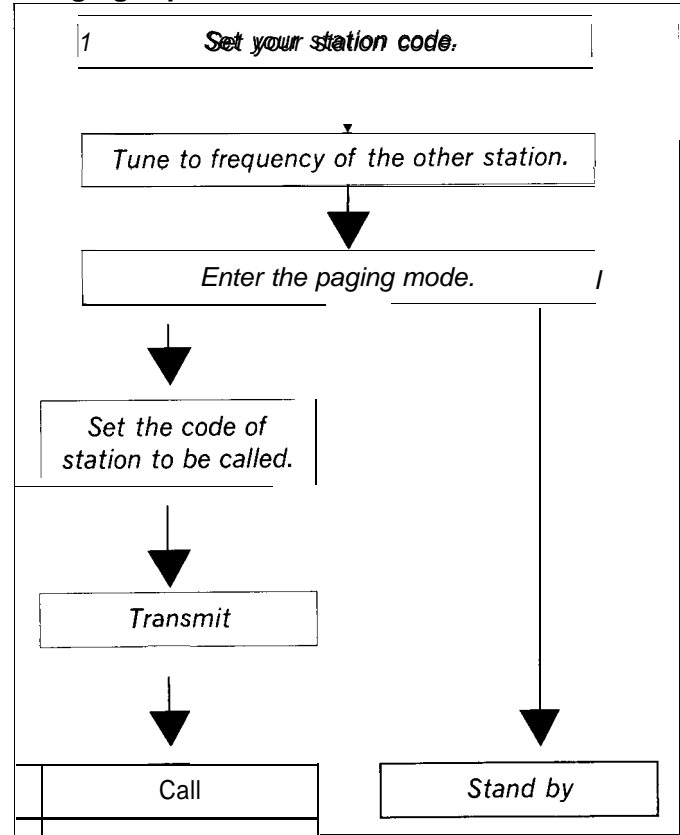 1 Set your station code.
Tune to frequency of the other station.
Enter the paging mode.
Set the code of
station to be called.
Transmit
Call
Stand by